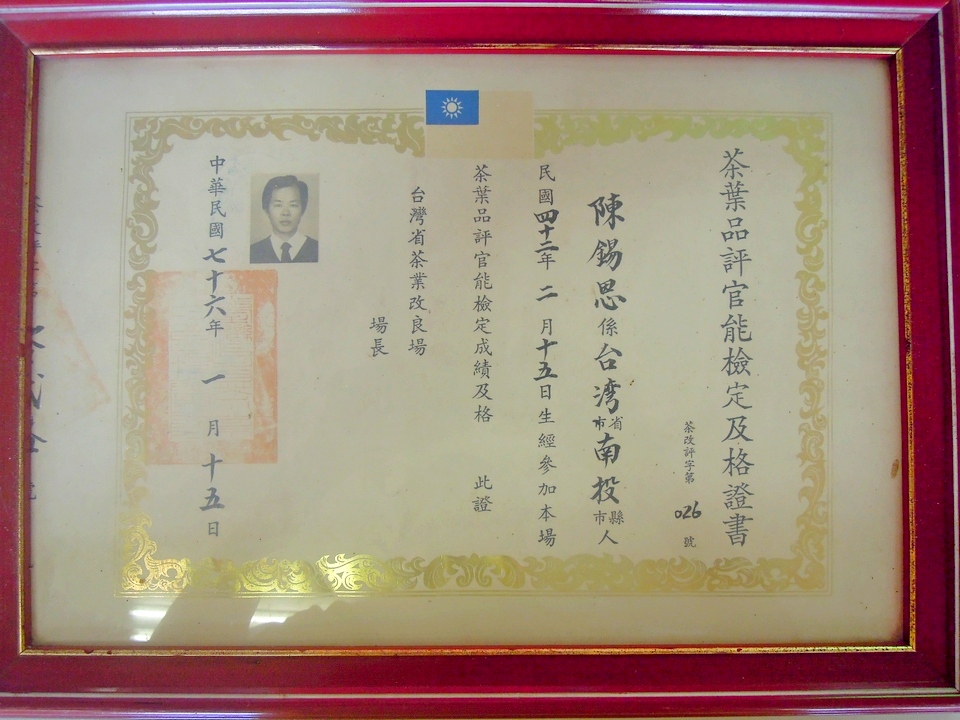 茶葉品評官能檢定及格證書
茶改評字第 026 號
陳錫恩係台灣省市南投縣市人
民國四十二年 二 月十五日生經參加本場
茶葉品評官能檢定成績及格 此證
台灣省茶業改良場
場長
中華民國七十六年 一 月 十五 日